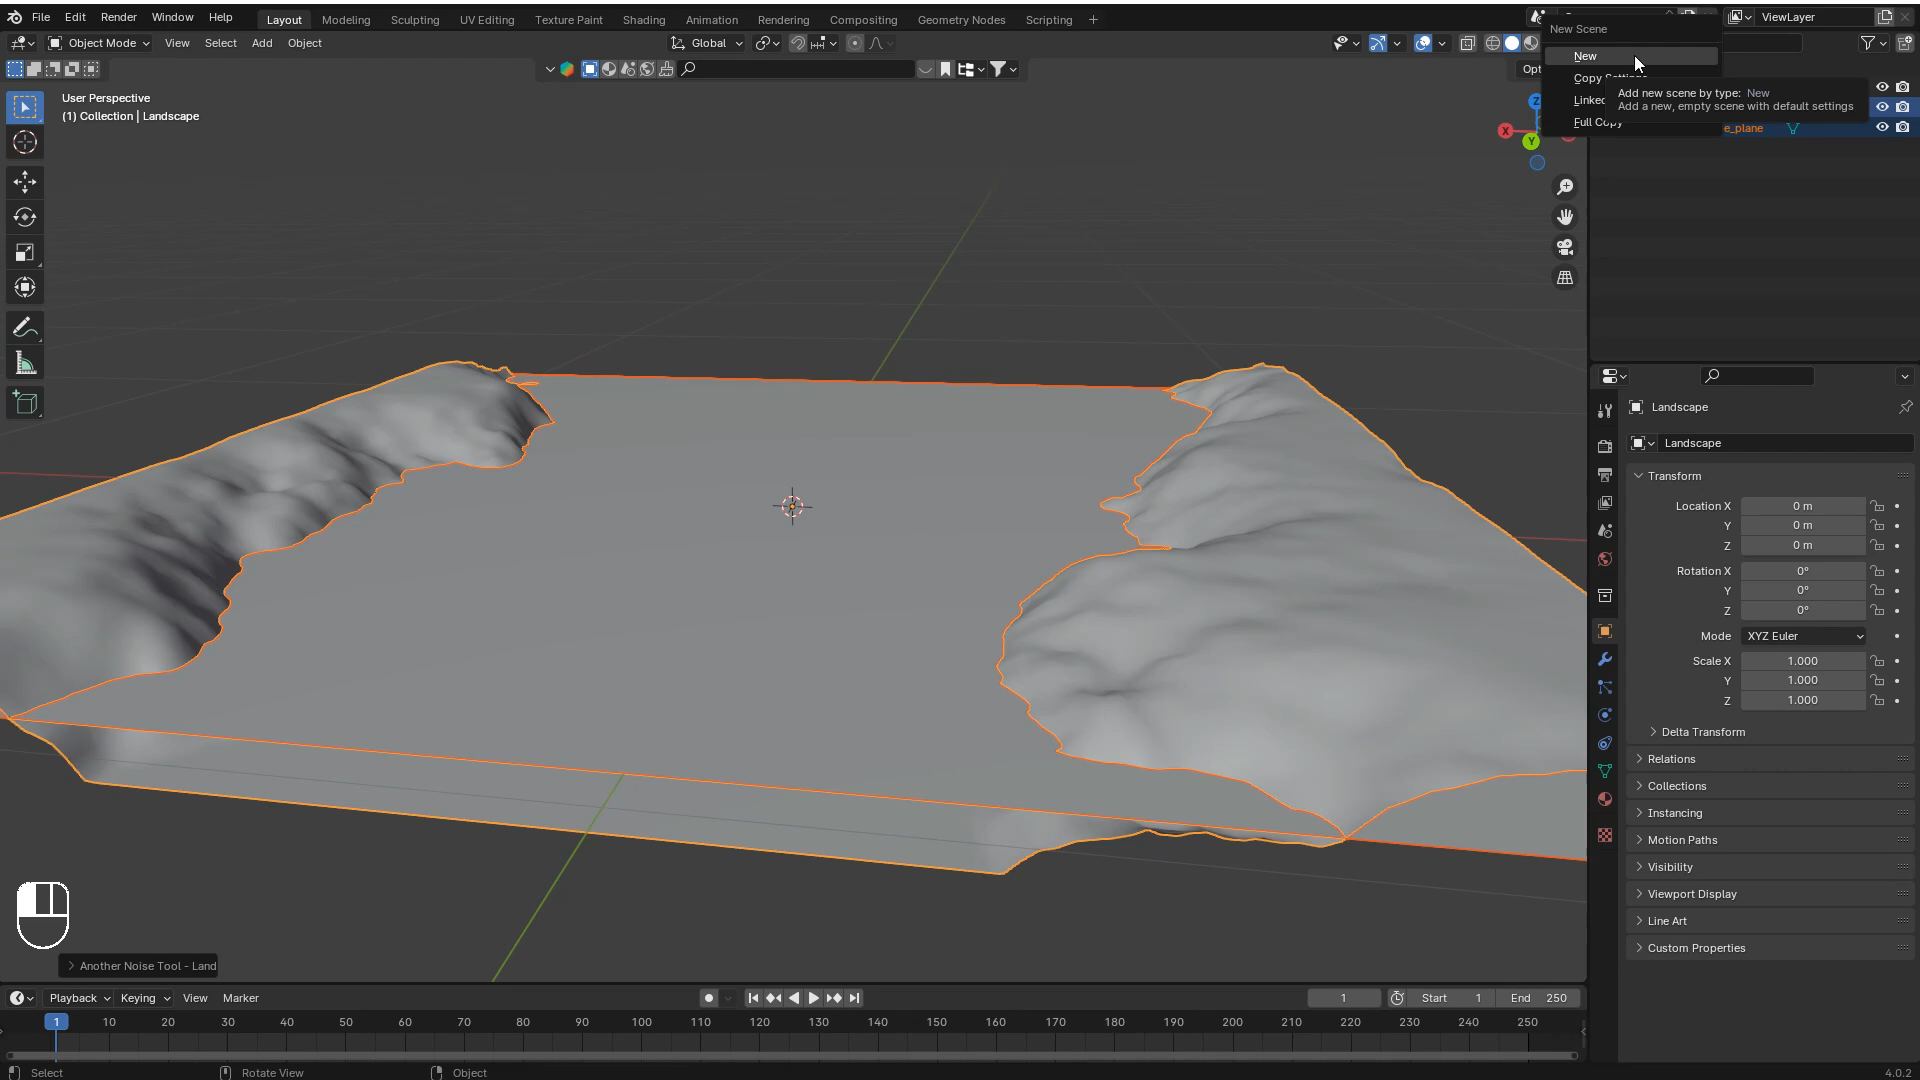 File Edit Render Window Help Layout Modeling Sculpting UV Editing Texture Paint Shading Animation Rendering Compositing Geometry Nodes Scripting + ViewLayer
New Scene
Object Mode View Select Add Object Global
New
Copy Settings
Linked
Full Copy
Add new scene by type: New
Add a new, empty scene with default settings
e_plane
User Perspective
(1) Collection | Landscape
Z
X
Y
Landscape
Landscape
Transform
Location X 0 m
Y 0 m
Z 0 m
Rotation X 0°
Y 0°
Z 0°
Mode XYZ Euler
Scale X 1.000
Y 1.000
Z 1.000
Delta Transform
Relations
Collections
Instancing
Motion Paths
Visibility
Viewport Display
Line Art
Custom Properties
Another Noise Tool - Land
Playback Keying View Marker 1 Start 1 End 250
1 10 20 30 40 50 60 70 80 90 100 110 120 130 140 150 160 170 180 190 200 210 220 230 240 250
Select Rotate View Object 4.0.2